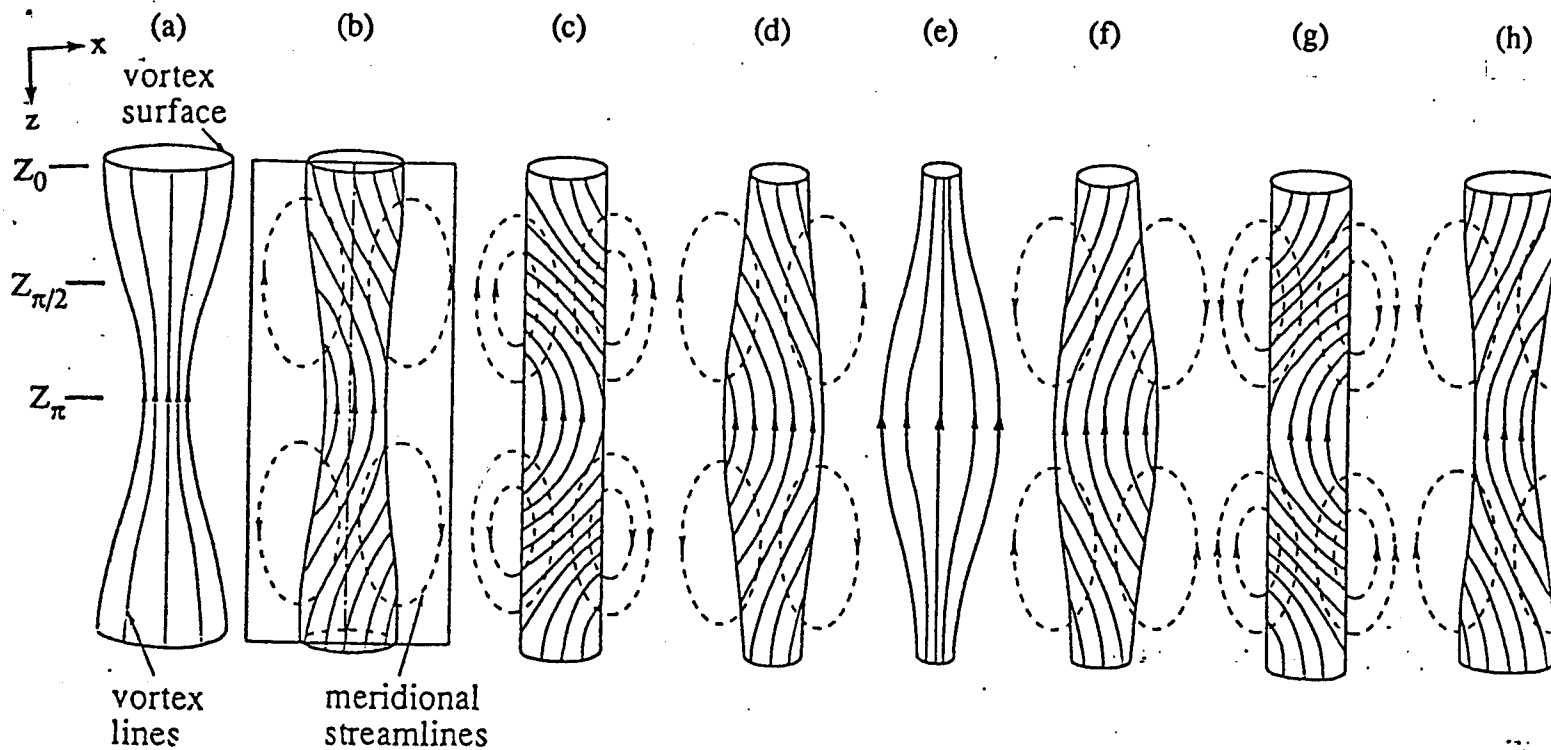 (a) (b) (c) (d) (e) (f) (g) (h)
x
z
vortex
surface
Z0
Zπ/2
Zπ
vortex
lines
meridional
streamlines